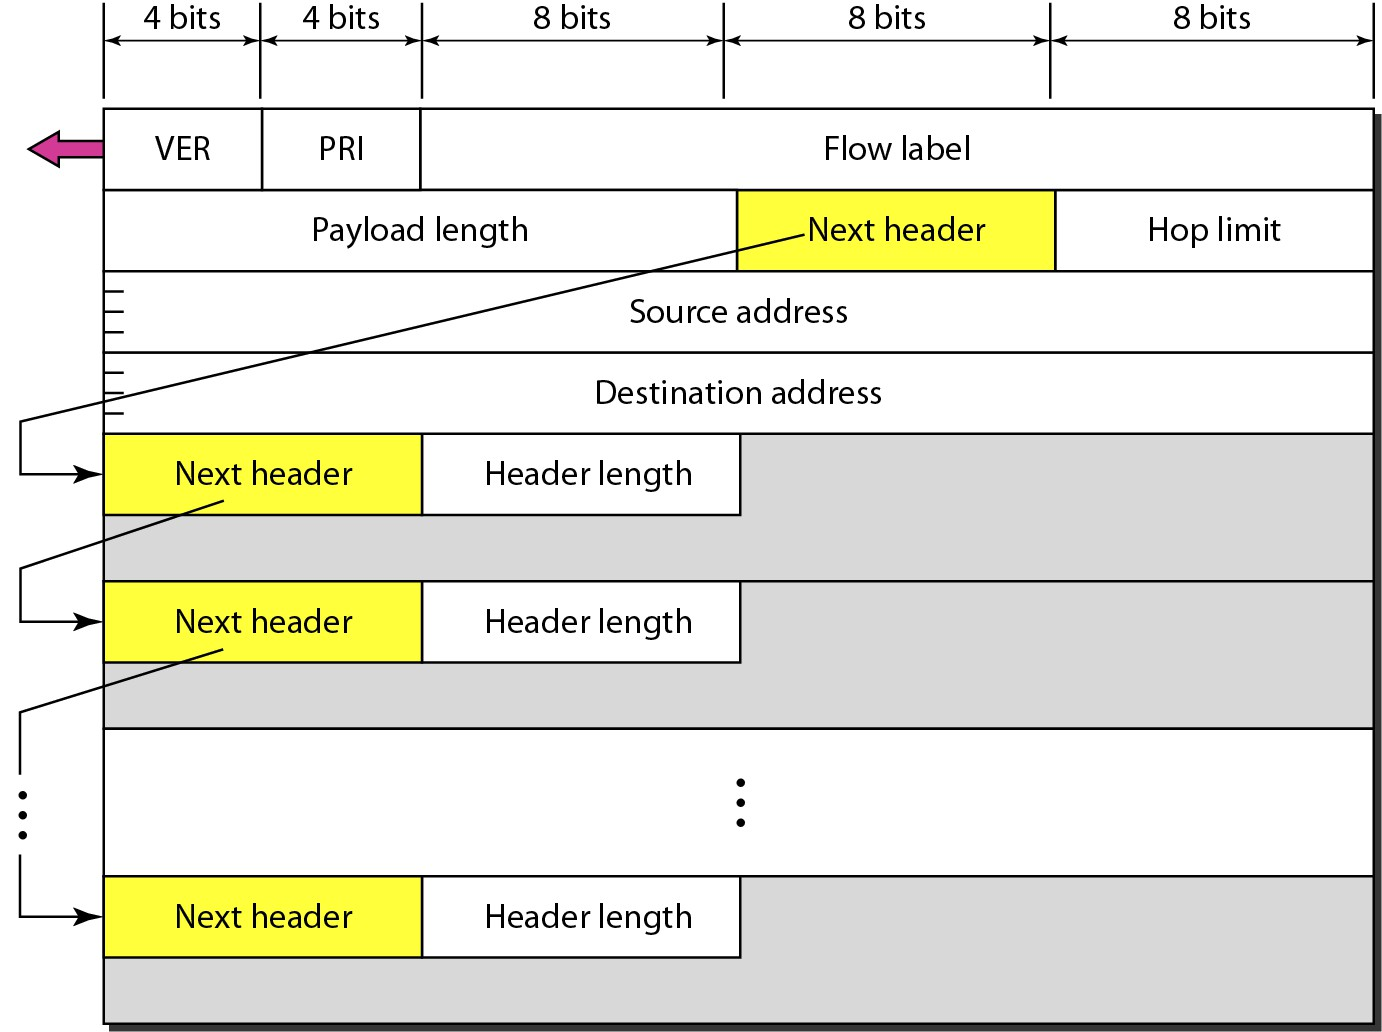 4 bits 4 bits 8 bits 8 bits 8 bits
VER PRI Flow label
Payload length Next header Hop limit
Source address
Destination address
Next header Header length
Next header Header length
Next header Header length